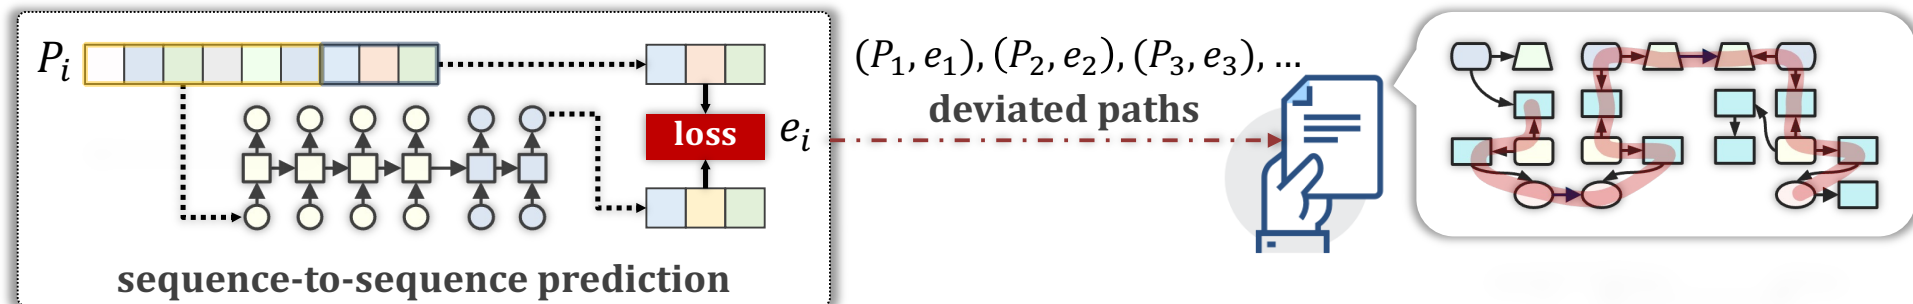 P_i
loss
e_i
sequence-to-sequence prediction
(P_1, e_1), (P_2, e_2), (P_3, e_3), ...
deviated paths